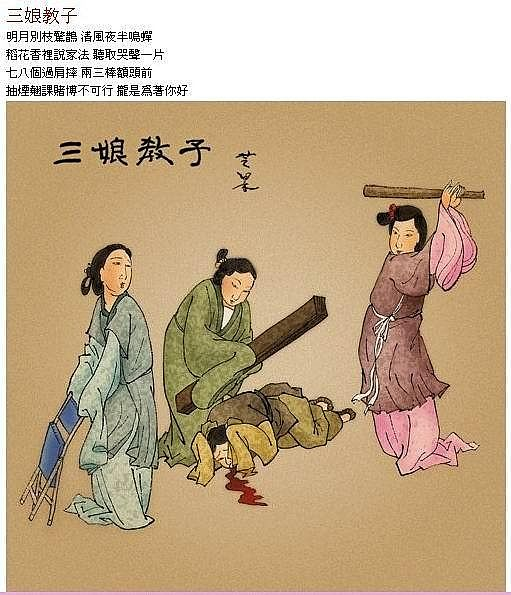 三娘教子
明月別枝驚鵲 清風夜半鳴蟬
稻花香裡說家法 聽取哭聲一片
七八個過肩摔 兩三棒額頭前
抽煙翹課賭博不可行 攏是爲著你好
三娘教子
芒果